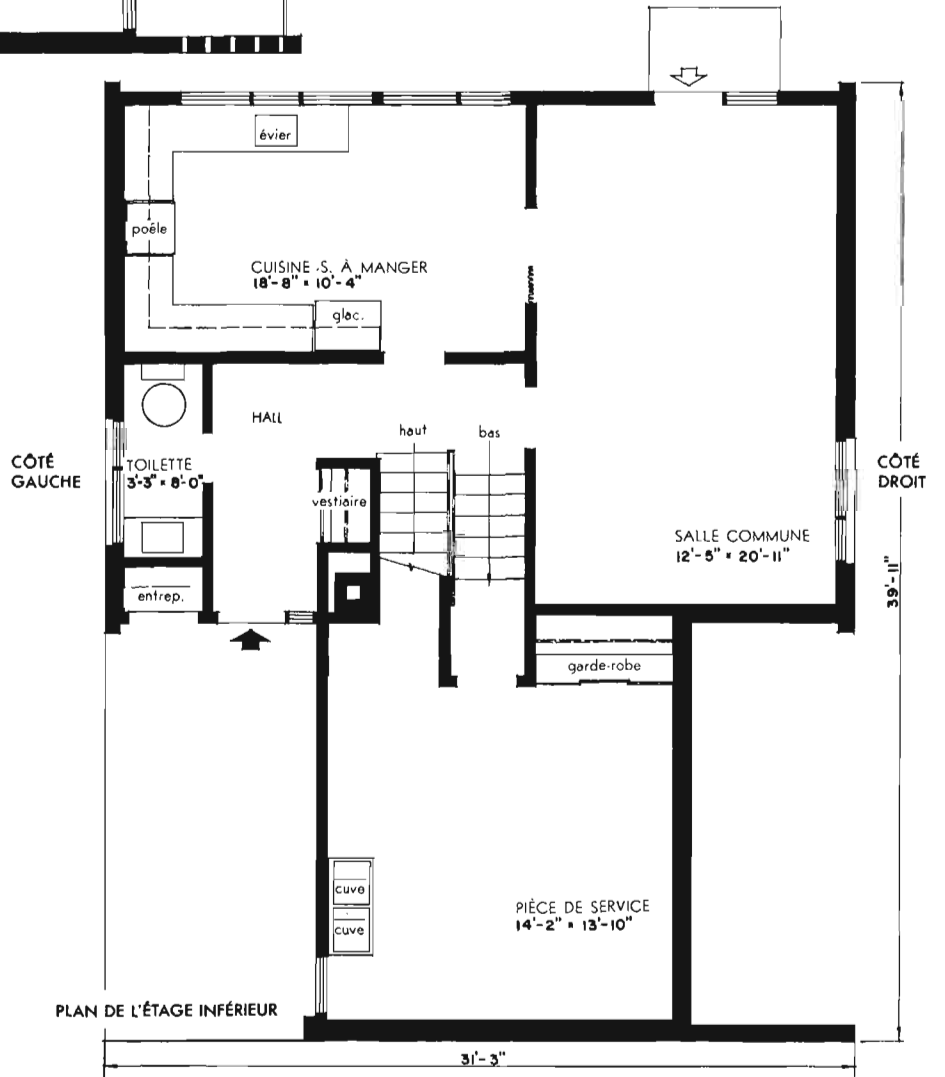 évier
poêle
CUISINE - S. À MANGER
18'-8" × 10'-4"
glac.
HALL
haut
bas
CÔTÉ
GAUCHE
TOILETTE
3'-3" × 8'-0"
vestiaire
CÔTÉ
DROIT
SALLE COMMUNE
12'-5" × 20'-11"
39'-11"
entrep.
garde-robe
cuve
cuve
PIÈCE DE SERVICE
14'-2" × 13'-10"
PLAN DE L'ÉTAGE INFÉRIEUR
31'-3"